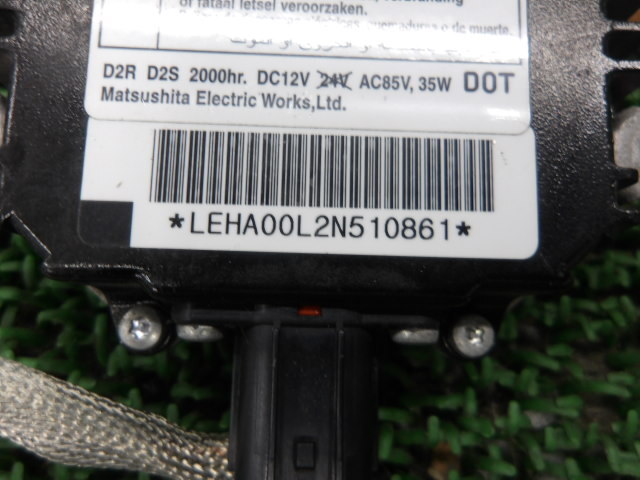 of fataal letsel veroorzaken.
D2R D2S 2000hr. DC12V 24V AC85V, 35W DOT
Matsushita Electric Works,Ltd.
*LEHA00L2N510861*